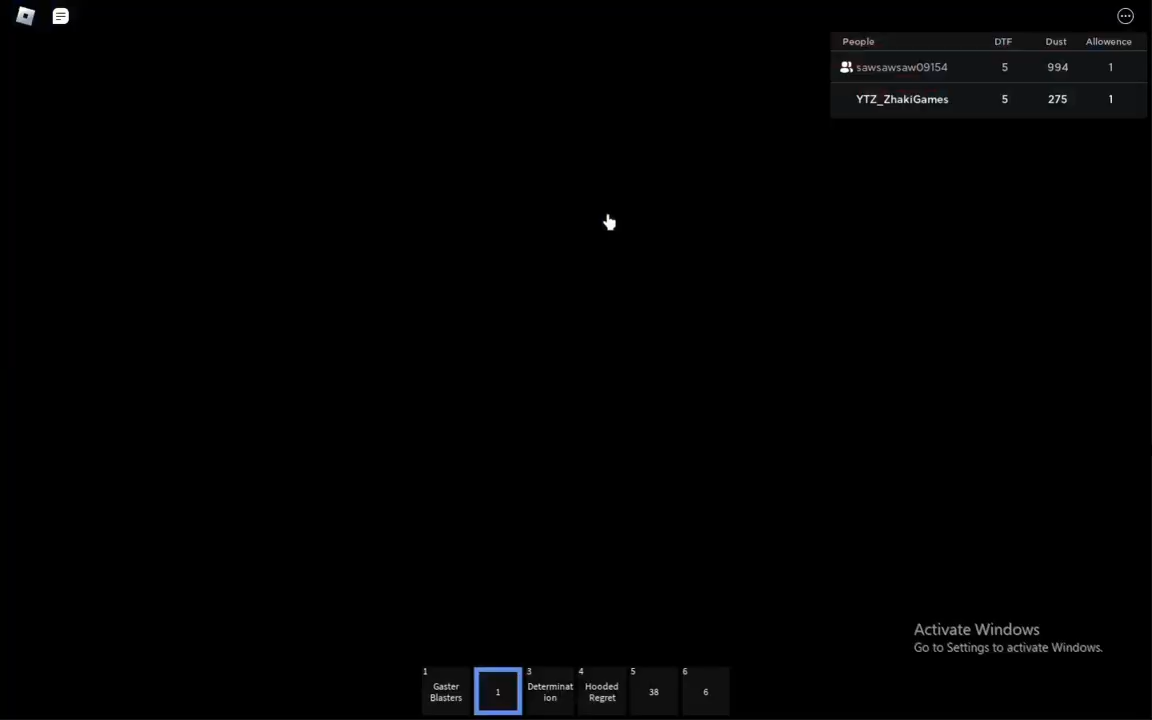 People DTF Dust Allowence
sawsawsaw09154 5 994 1
YTZ_ZhakiGames 5 275 1
Activate Windows
Go to Settings to activate Windows.
1 3 4 5 6
Gaster Blasters
1
Determinat
ion
Hooded
Regret
38
6